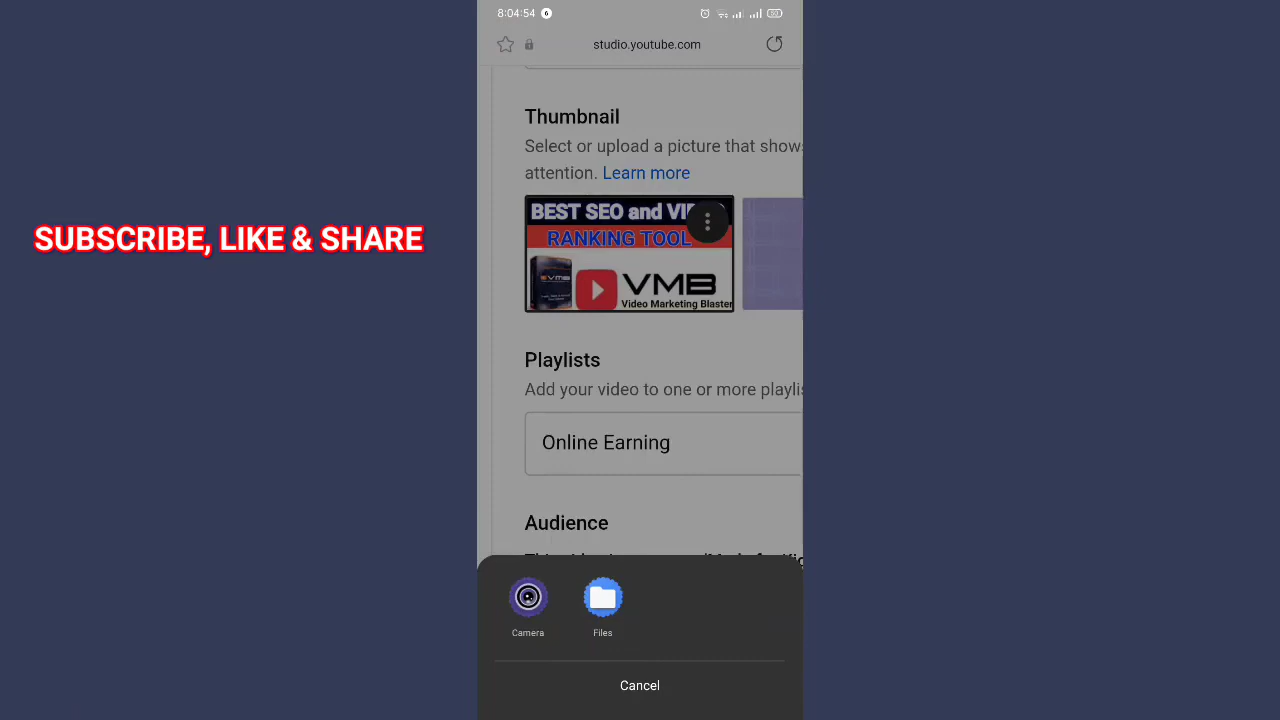 8:04:54
studio.youtube.com
Thumbnail
Select or upload a picture that shows
attention. Learn more
BEST SEO and VI
RANKING TOOL
VMB
VMB
Video Marketing Blaster
Playlists
Add your video to one or more playli
Online Earning
Audience
SUBSCRIBE, LIKE & SHARE
Camera
Files
Cancel